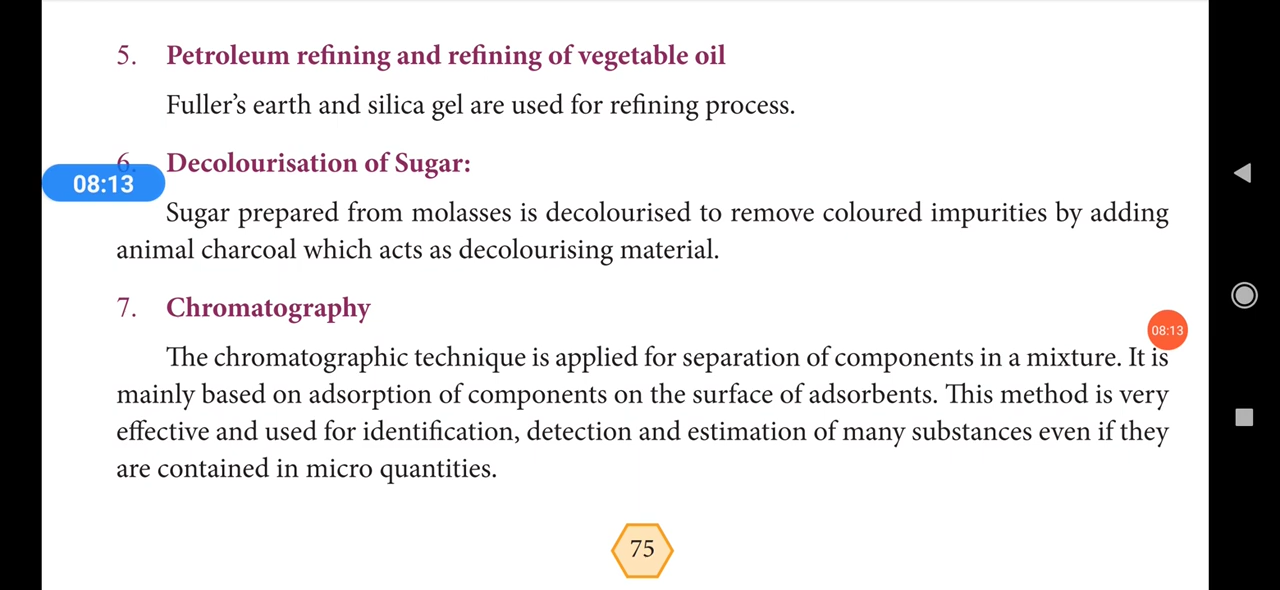 5. Petroleum refining and refining of vegetable oil
Fuller's earth and silica gel are used for refining process.
6. Decolourisation of Sugar:
08:13
Sugar prepared from molasses is decolourised to remove coloured impurities by adding
animal charcoal which acts as decolourising material.
7. Chromatography
08:13
The chromatographic technique is applied for separation of components in a mixture. It is
mainly based on adsorption of components on the surface of adsorbents. This method is very
effective and used for identification, detection and estimation of many substances even if they
are contained in micro quantities.
75